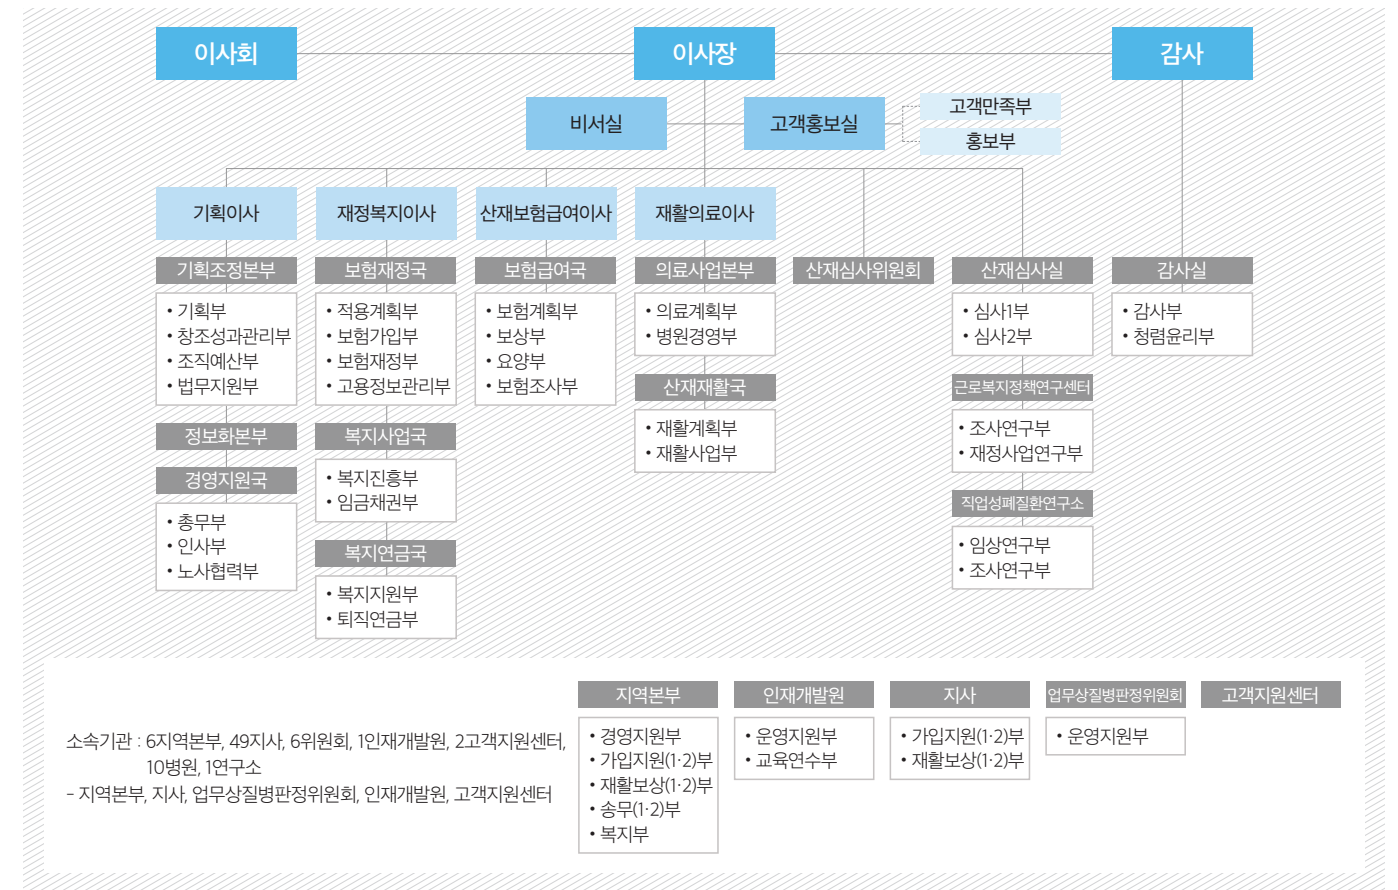 이사회
이사장
감사
비서실
고객홍보실
고객만족부
홍보부
기획이사
재정복지이사
산재보험급여이사
재활의료이사
기획조정본부
• 기획부
• 창조성과관리부
• 조직예산부
• 법무지원부
정보화본부
경영지원국
• 총무부
• 인사부
• 노사협력부
보험재정국
• 적용계획부
• 보험가입부
• 보험재정부
• 고용정보관리부
복지사업국
• 복지진흥부
• 임금채권부
복지연금국
• 복지지원부
• 퇴직연금부
보험급여국
• 보험계획부
• 보상부
• 요양부
• 보험조사부
의료사업본부
• 의료계획부
• 병원경영부
산재재활국
• 재활계획부
• 재활사업부
산재심사위원회
산재심사실
• 심사1부
• 심사2부
근로복지정책연구센터
• 조사연구부
• 재정사업연구부
직업성폐질환연구소
• 임상연구부
• 조사연구부
감사실
• 감사부
• 청렴윤리부
소속기관 : 6지역본부, 49지사, 6위원회, 1인재개발원, 2고객지원센터,
10병원, 1연구소
- 지역본부, 지사, 업무상질병판정위원회, 인재개발원, 고객지원센터
지역본부
• 경영지원부
• 가입지원(1·2)부
• 재활보상(1·2)부
• 송무(1·2)부
• 복지부
인재개발원
• 운영지원부
• 교육연수부
지사
• 가입지원(1·2)부
• 재활보상(1·2)부
업무상질병판정위원회
• 운영지원부
고객지원센터